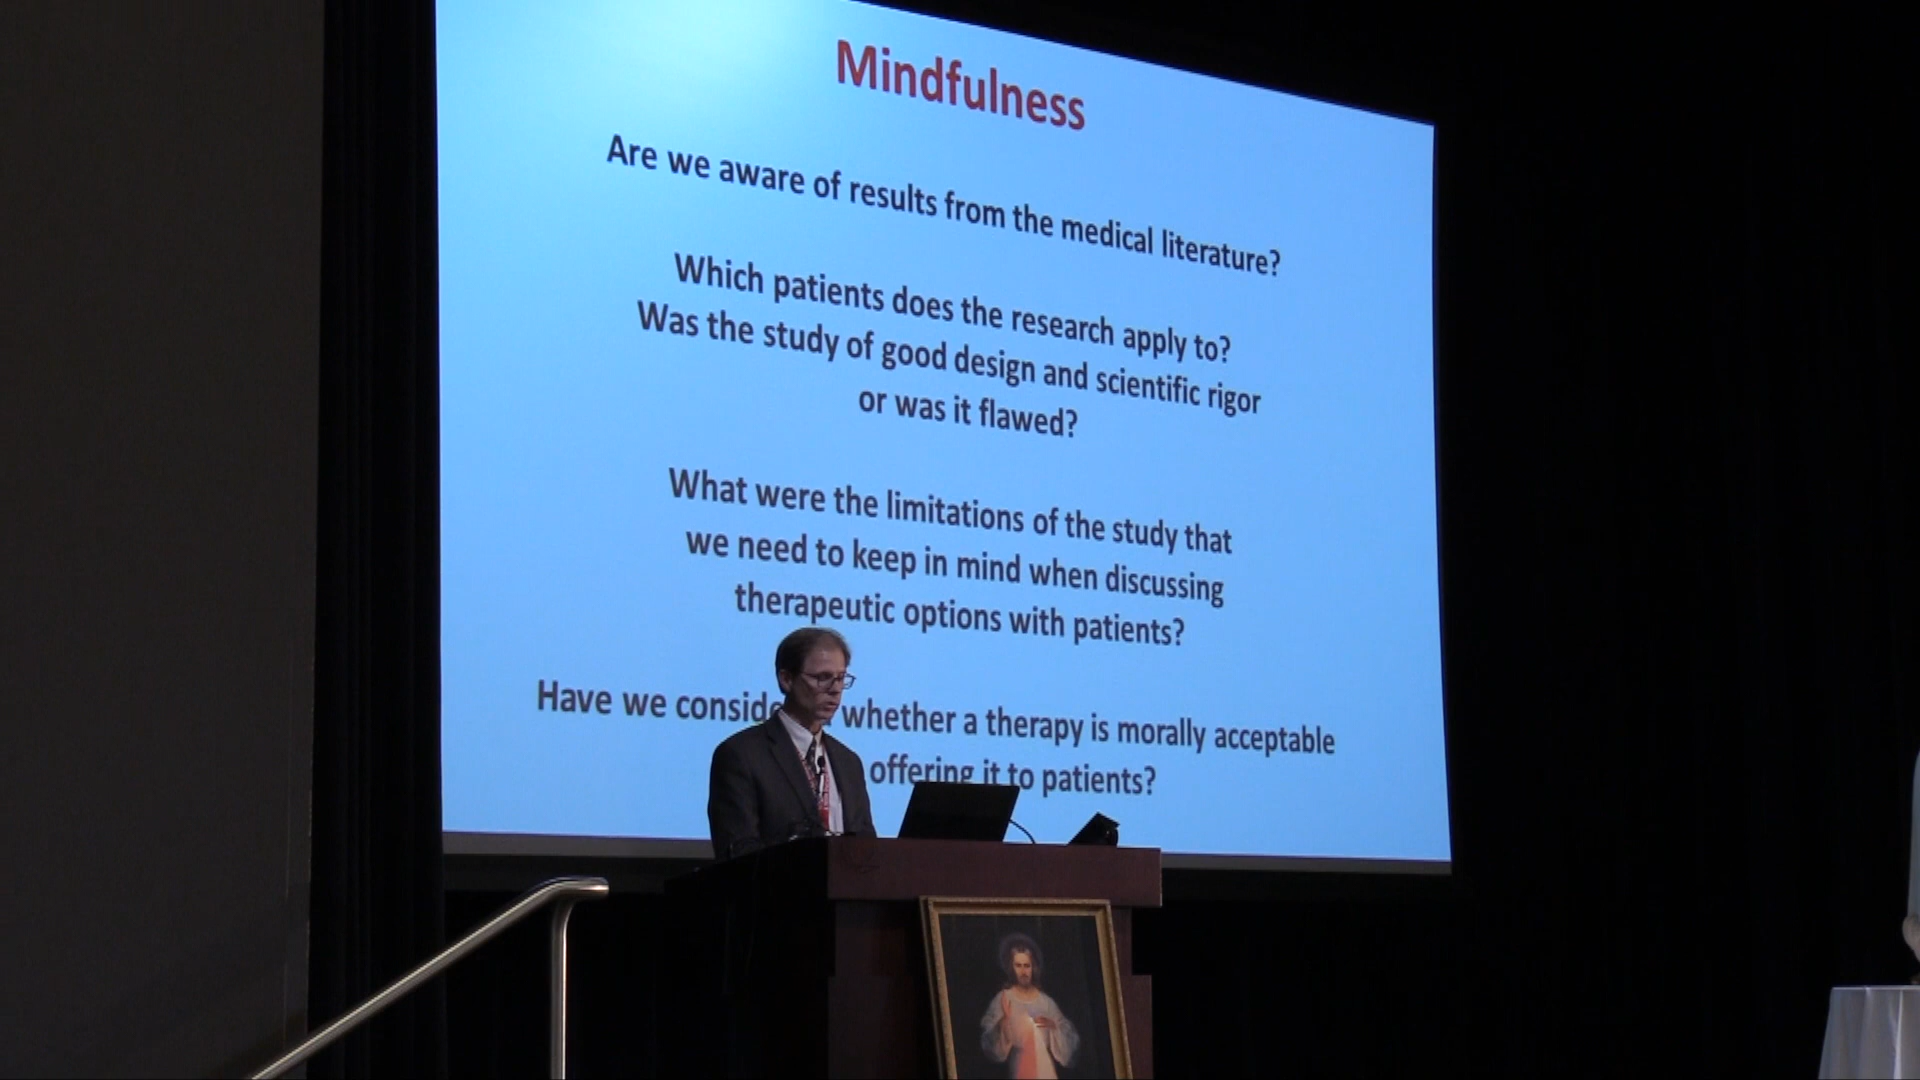 Mindfulness
Are we aware of results from the medical literature?
Which patients does the research apply to?
Was the study of good design and scientific rigor
or was it flawed?
What were the limitations of the study that
we need to keep in mind when discussing
therapeutic options with patients?
Have we whether a therapy is morally acceptable
offering it to patients?